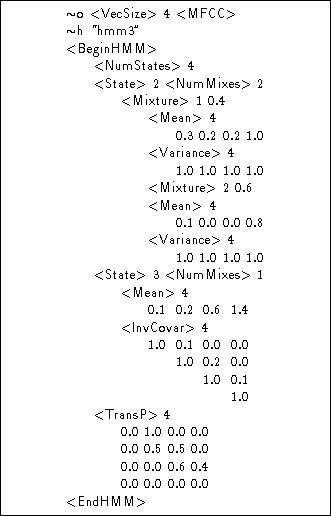 ~o <VecSize> 4 <MFCC>
~h "hmm3"
<BeginHMM>
<NumStates> 4
<State> 2 <NumMixes> 2
<Mixture> 1 0.4
<Mean> 4
0.3 0.2 0.2 1.0
<Variance> 4
1.0 1.0 1.0 1.0
<Mixture> 2 0.6
<Mean> 4
0.1 0.0 0.0 0.8
<Variance> 4
1.0 1.0 1.0 1.0
<State> 3 <NumMixes> 1
<Mean> 4
0.1 0.2 0.6 1.4
<InvCovar> 4
1.0 0.1 0.0 0.0
1.0 0.2 0.0
1.0 0.1
1.0
<TransP> 4
0.0 1.0 0.0 0.0
0.0 0.5 0.5 0.0
0.0 0.0 0.6 0.4
0.0 0.0 0.0 0.0
<EndHMM>